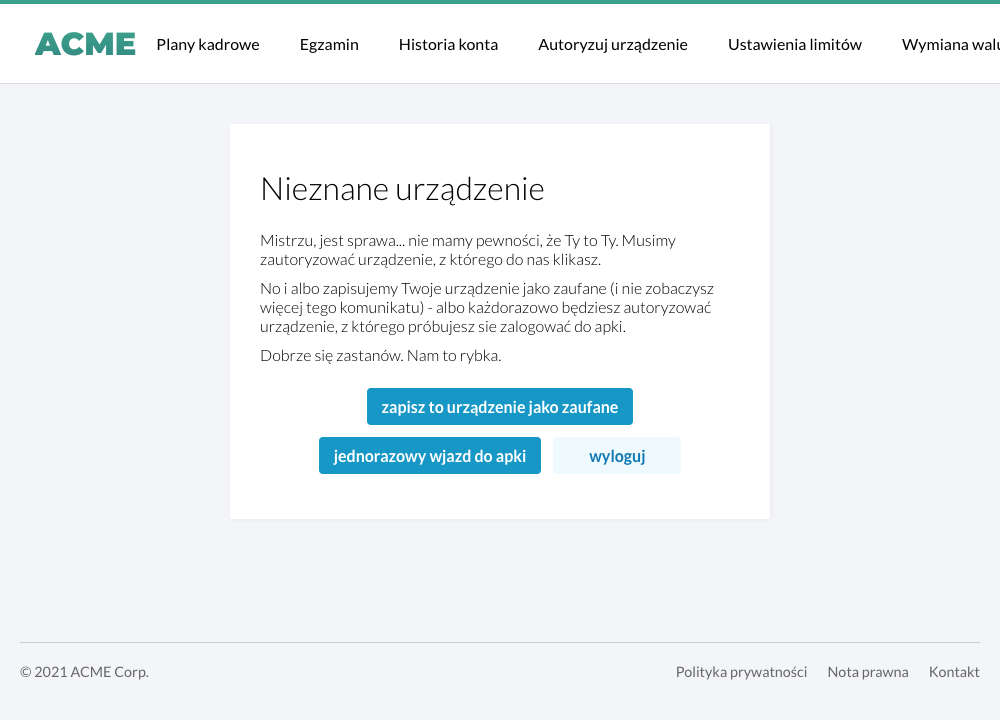 ACME Plany kadrowe Egzamin Historia konta Autoryzuj urządzenie Ustawienia limitów Wymiana
Nieznane urządzenie
Mistrzu, jest sprawa... nie mamy pewności, że Ty to Ty. Musimy
zautoryzować urządzenie, z którego do nas klikasz.
No i albo zapisujemy Twoje urządzenie jako zaufane (i nie zobaczysz
więcej tego komunikatu) - albo każdorazowo będziesz autoryzować
urządzenie, z którego próbujesz sie zalogować do apki.
Dobrze się zastanów. Nam to rybka.
zapisz to urządzenie jako zaufane
jednorazowy wjazd do apki wyloguj
© 2021 ACME Corp. Polityka prywatności Nota prawna Kontakt